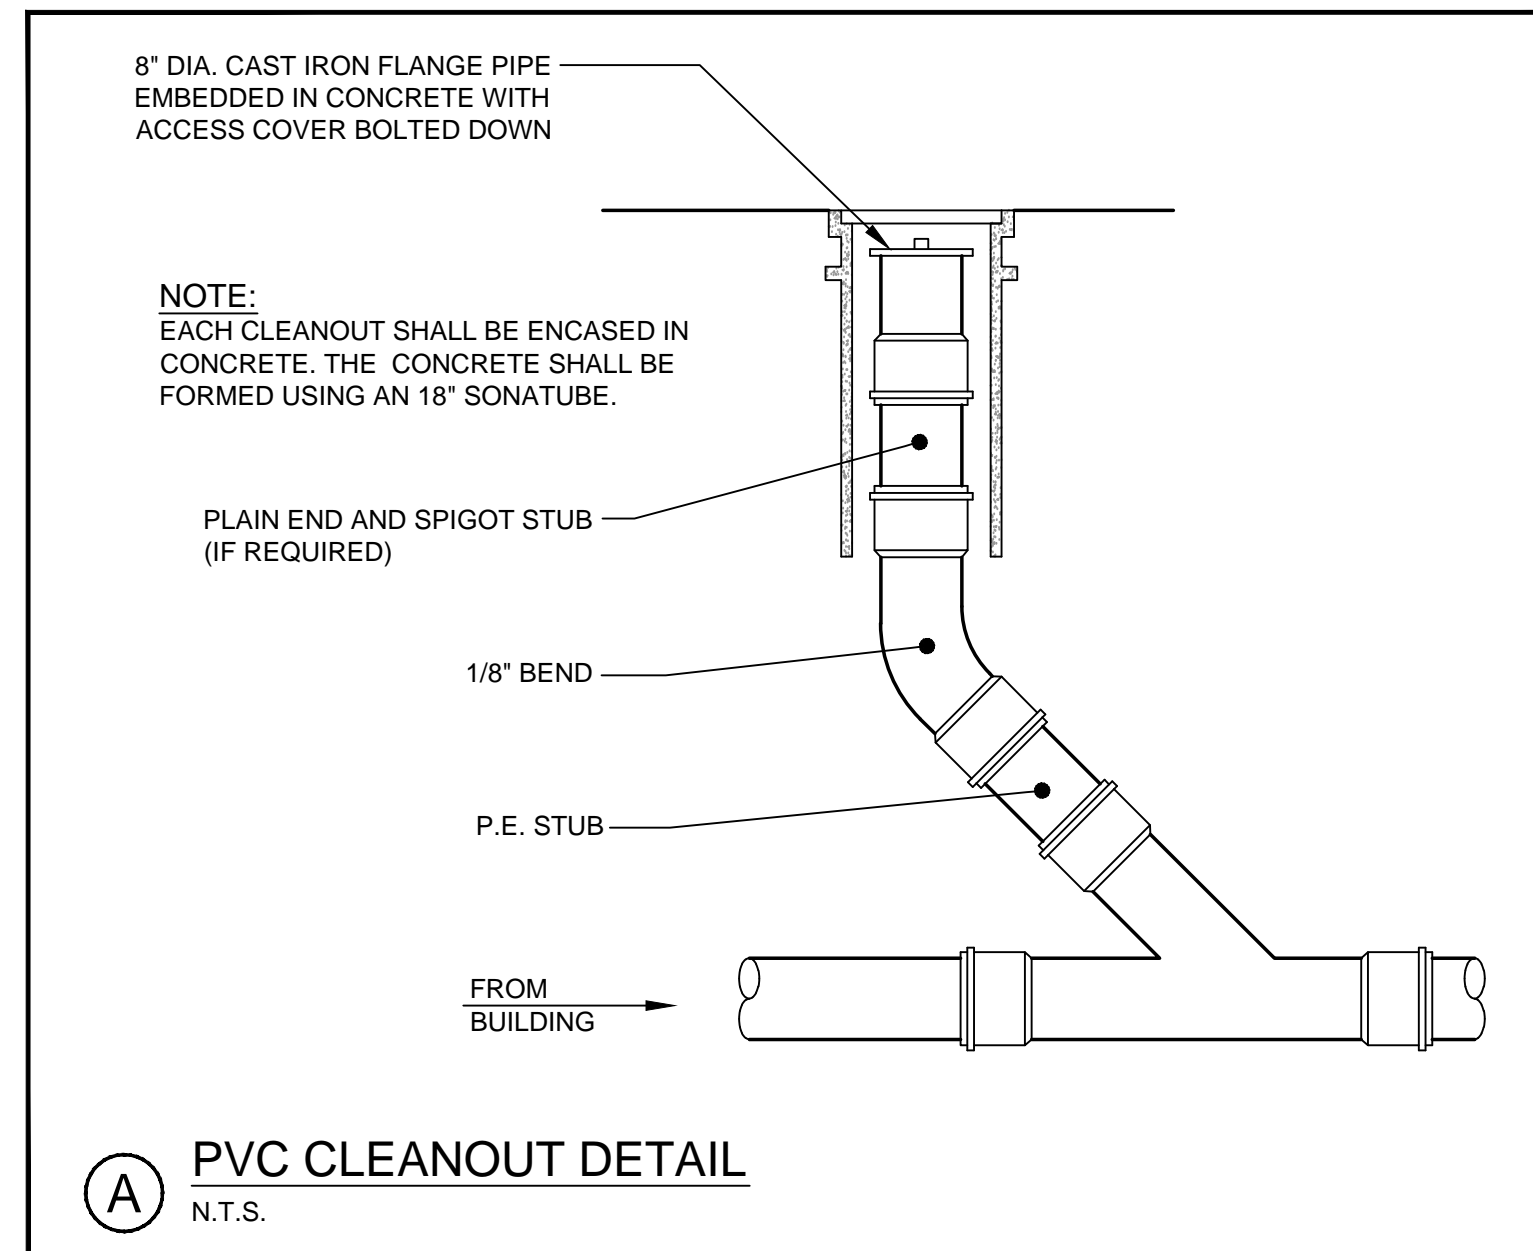 8" DIA. CAST IRON FLANGE PIPE
EMBEDDED IN CONCRETE WITH
ACCESS COVER BOLTED DOWN
NOTE:
EACH CLEANOUT SHALL BE ENCASED IN
CONCRETE. THE CONCRETE SHALL BE
FORMED USING AN 18" SONATUBE.
PLAIN END AND SPIGOT STUB
(IF REQUIRED)
1/8" BEND
P.E. STUB
FROM
BUILDING
A
PVC CLEANOUT DETAIL
N.T.S.